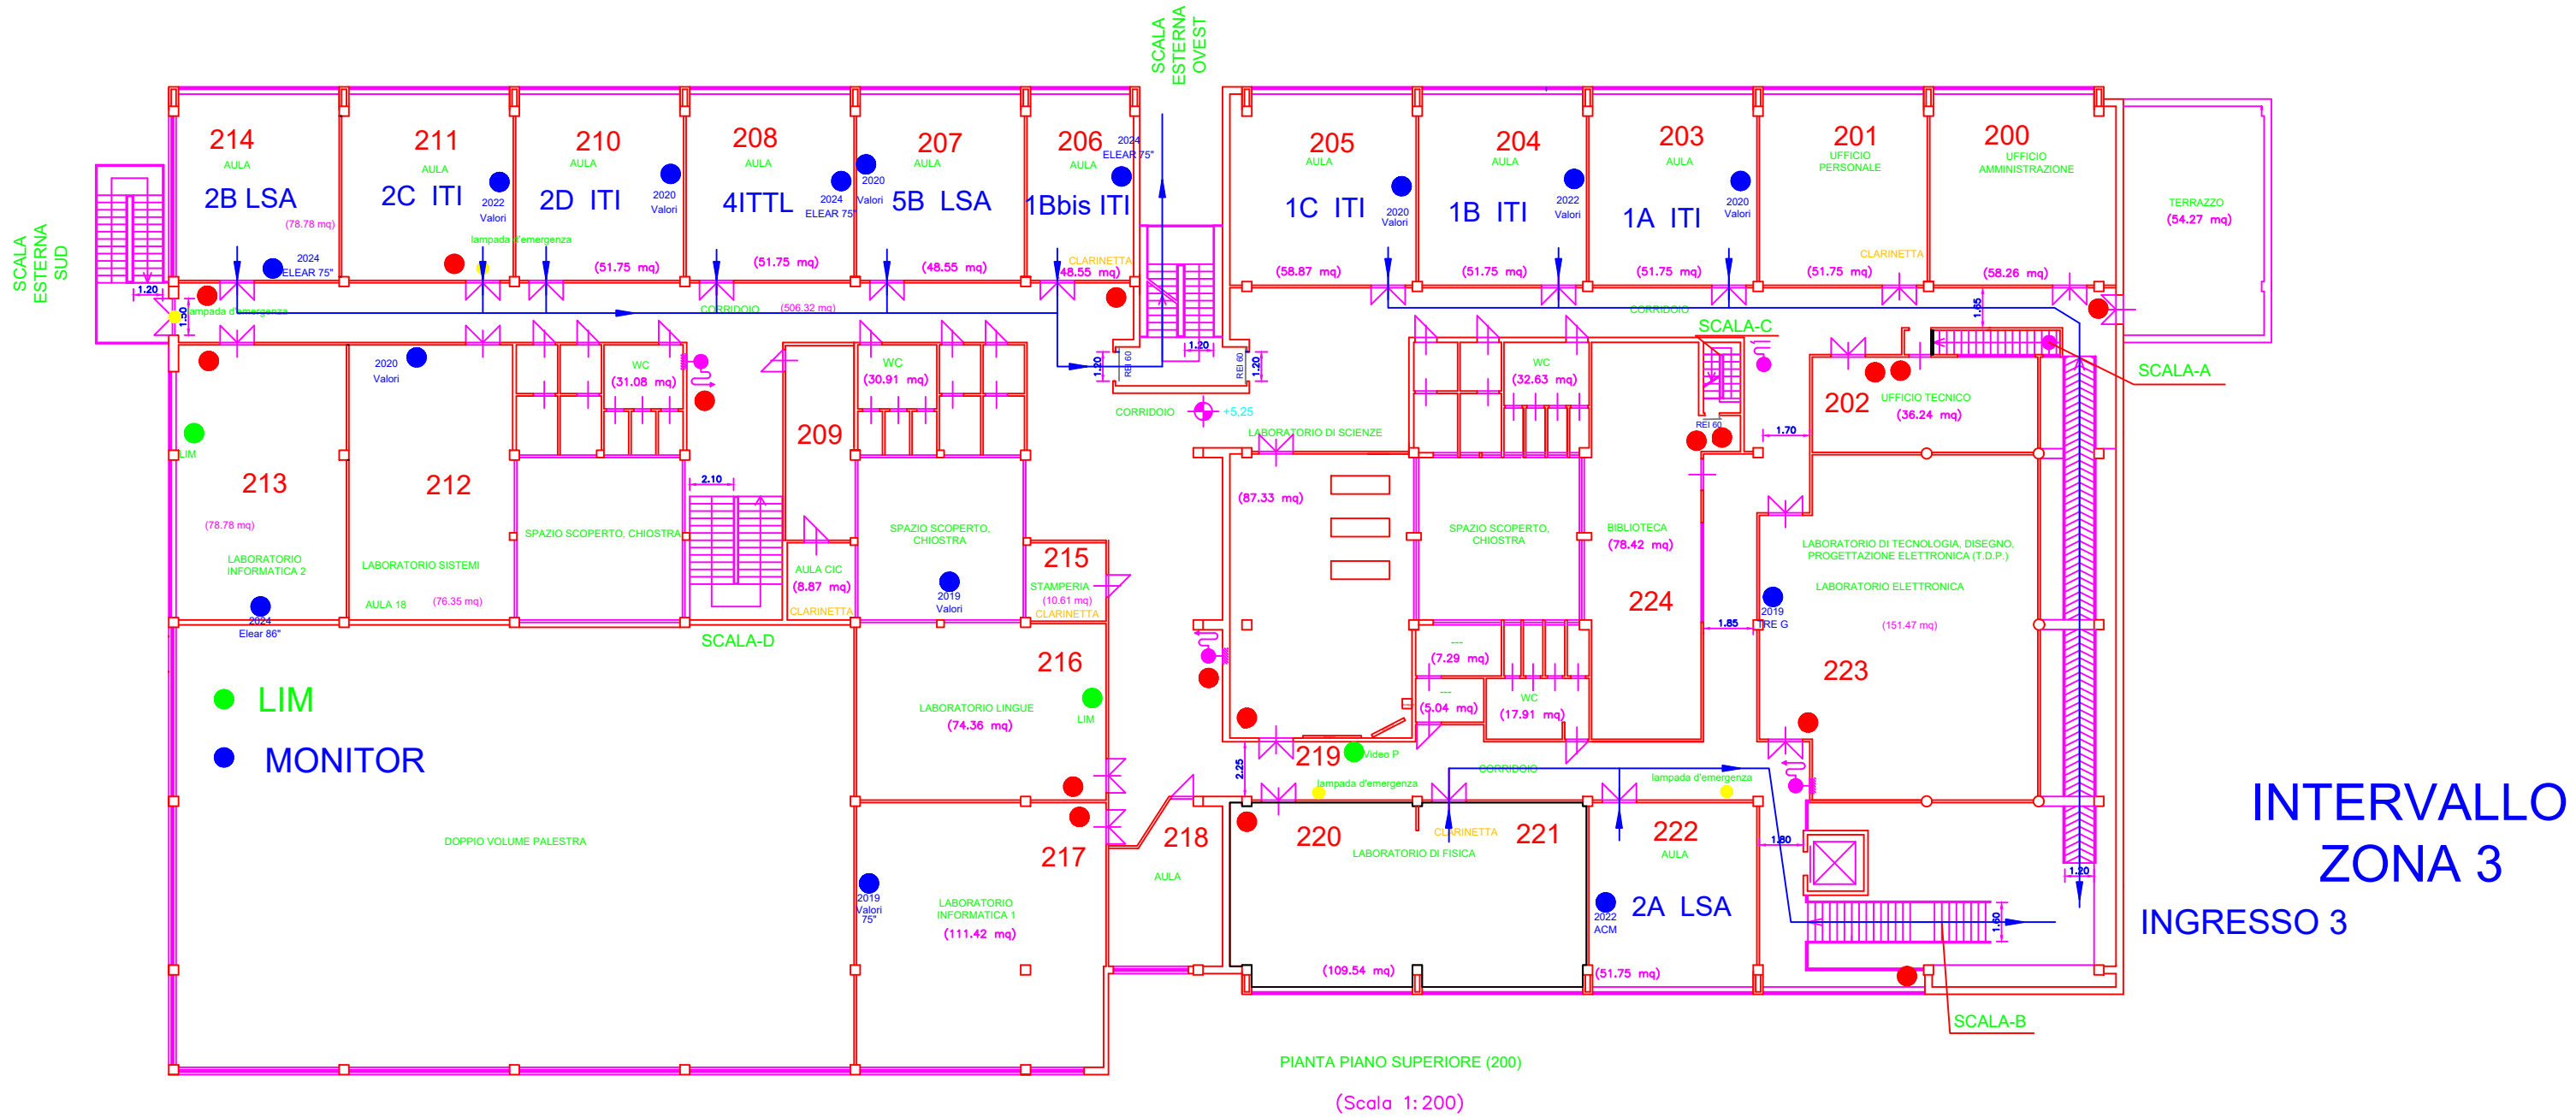 SCALA
ESTERNA
OVEST
SCALA
ESTERNA
SUD
1.20
1.50
214
AULA
2B LSA
(78.78 mq)
2024
ELEAR 75"
lampada d'emergenza
211
AULA
2C ITI
2022
Valori
lampada d'emergenza
210
AULA
2D ITI
2020
Valori
(51.75 mq)
208
AULA
4ITTL
2024
ELEAR 75"
(51.75 mq)
207
AULA
2020
Valori
5B LSA
(48.55 mq)
206
AULA
2024
ELEAR 75"
1Bbis ITI
CLARINETTA
48.55 mq)
205
AULA
1C ITI
2020
Valori
(58.87 mq)
204
AULA
1B ITI
2022
Valori
(51.75 mq)
203
AULA
1A ITI
2020
Valori
(51.75 mq)
201
UFFICIO
PERSONALE
CLARINETTA
(51.75 mq)
200
UFFICIO
AMMINISTRAZIONE
(58.26 mq)
TERRAZZO
(54.27 mq)
CORRIDOIO
(506.32 mq)
1.20
REI 60
1.20
REI 60
1.20
CORRIDOIO
+5,25
CORRIDOIO
1.65
SCALA-C
SCALA-A
2020
Valori
WC
(31.08 mq)
WC
(30.91 mq)
WC
(32.63 mq)
REI 60
1.70
202
UFFICIO TECNICO
(36.24 mq)
LIM
213
(78.78 mq)
LABORATORIO
INFORMATICA 2
2024
Elear 86"
212
LABORATORIO SISTEMI
AULA 18
(76.35 mq)
SPAZIO SCOPERTO, CHIOSTRA
2.10
209
AULA CIC
(8.87 mq)
CLARINETTA
SPAZIO SCOPERTO,
CHIOSTRA
2019
Valori
215
STAMPERIA
(10.61 mq)
CLARINETTA
LABORATORIO DI SCIENZE
(87.33 mq)
SPAZIO SCOPERTO,
CHIOSTRA
BIBLIOTECA
(78.42 mq)
224
1.85
LABORATORIO DI TECNOLOGIA, DISEGNO,
PROGETTAZIONE ELETTRONICA (T.D.P.)
LABORATORIO ELETTRONICA
2019
TRE G
(151.47 mq)
223
SCALA-D
---
(7.29 mq)
---
(5.04 mq)
WC
(17.91 mq)
216
LABORATORIO LINGUE
(74.36 mq)
LIM
LIM
MONITOR
DOPPIO VOLUME PALESTRA
217
2019
Valori
75"
LABORATORIO
INFORMATICA 1
(111.42 mq)
218
AULA
2.25
219
Video P
lampada d'emergenza
CORRIDOIO
lampada d'emergenza
220
CLARINETTA
221
LABORATORIO DI FISICA
(109.54 mq)
222
AULA
2022
ACM
2A LSA
(51.75 mq)
1.80
1.60
1.20
SCALA-B
INTERVALLO
ZONA 3
INGRESSO 3
PIANTA PIANO SUPERIORE (200)
(Scala 1:200)